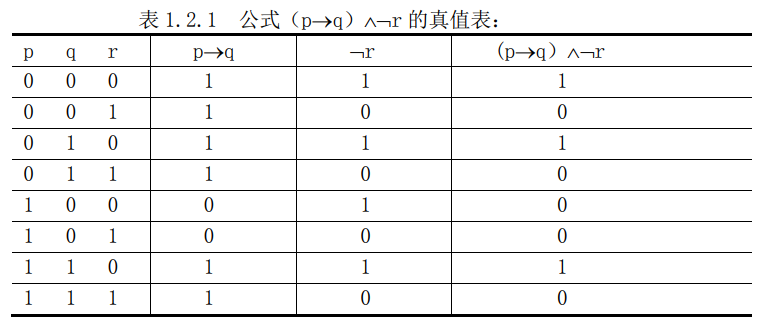 表 1.2.1 公式（p→q）∧¬r 的真值表：
p q r p→q ¬r (p→q）∧¬r
0 0 0 1 1 1
0 0 1 1 0 0
0 1 0 1 1 1
0 1 1 1 0 0
1 0 0 0 1 0
1 0 1 0 0 0
1 1 0 1 1 1
1 1 1 1 0 0